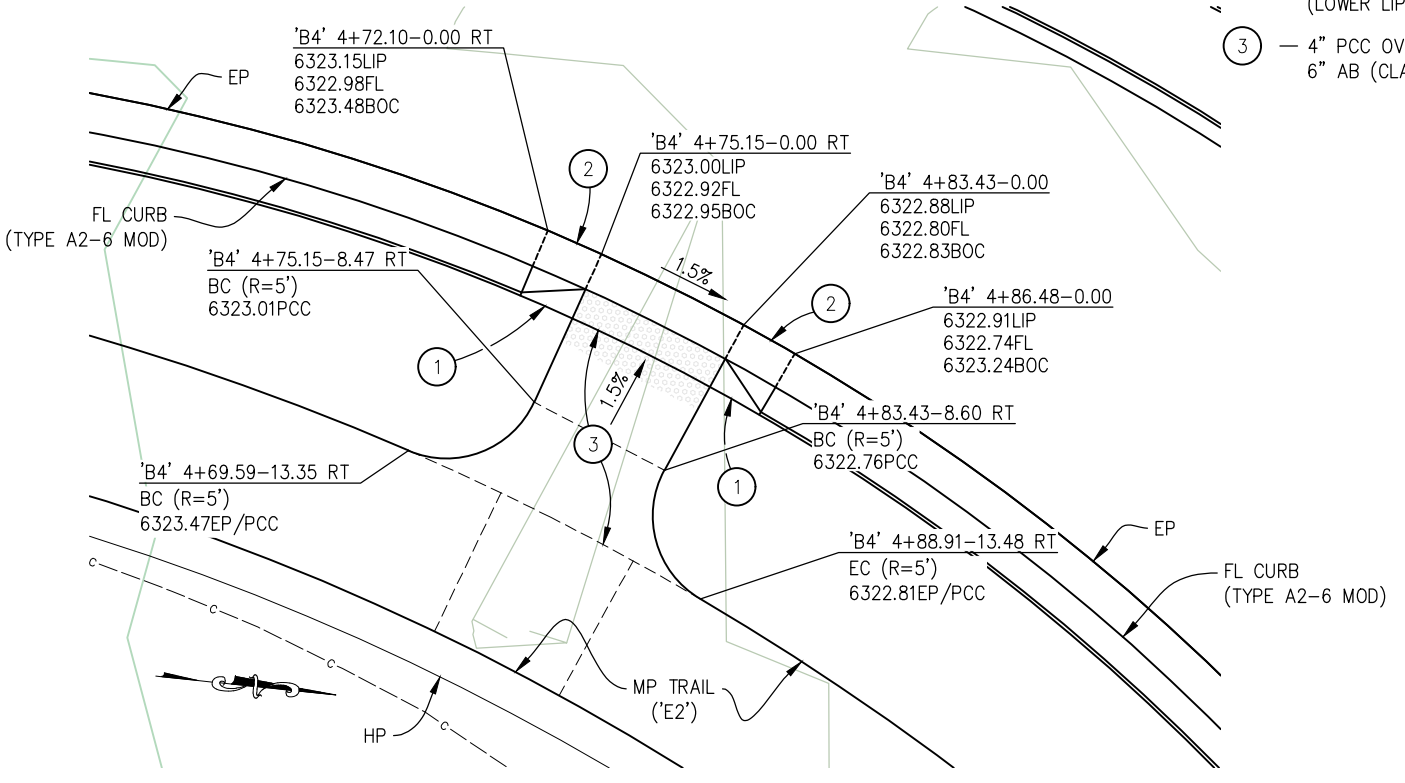 (LOWER LIP
3 — 4" PCC OV
6" AB (CLA
'B4' 4+72.10-0.00 RT
6323.15LIP
6322.98FL
6323.48BOC
EP
'B4' 4+75.15-0.00 RT
6323.00LIP
6322.92FL
6322.95BOC
2
'B4' 4+83.43-0.00
6322.88LIP
6322.80FL
6322.83BOC
FL CURB
(TYPE A2-6 MOD)
'B4' 4+75.15-8.47 RT
BC (R=5')
6323.01PCC
1.5%
2
'B4' 4+86.48-0.00
6322.91LIP
6322.74FL
6323.24BOC
1
1.5%
3
'B4' 4+83.43-8.60 RT
BC (R=5')
6322.76PCC
1
'B4' 4+69.59-13.35 RT
BC (R=5')
6323.47EP/PCC
'B4' 4+88.91-13.48 RT
EC (R=5')
6322.81EP/PCC
EP
FL CURB
(TYPE A2-6 MOD)
C
C
C
C
MP TRAIL
('E2')
HP